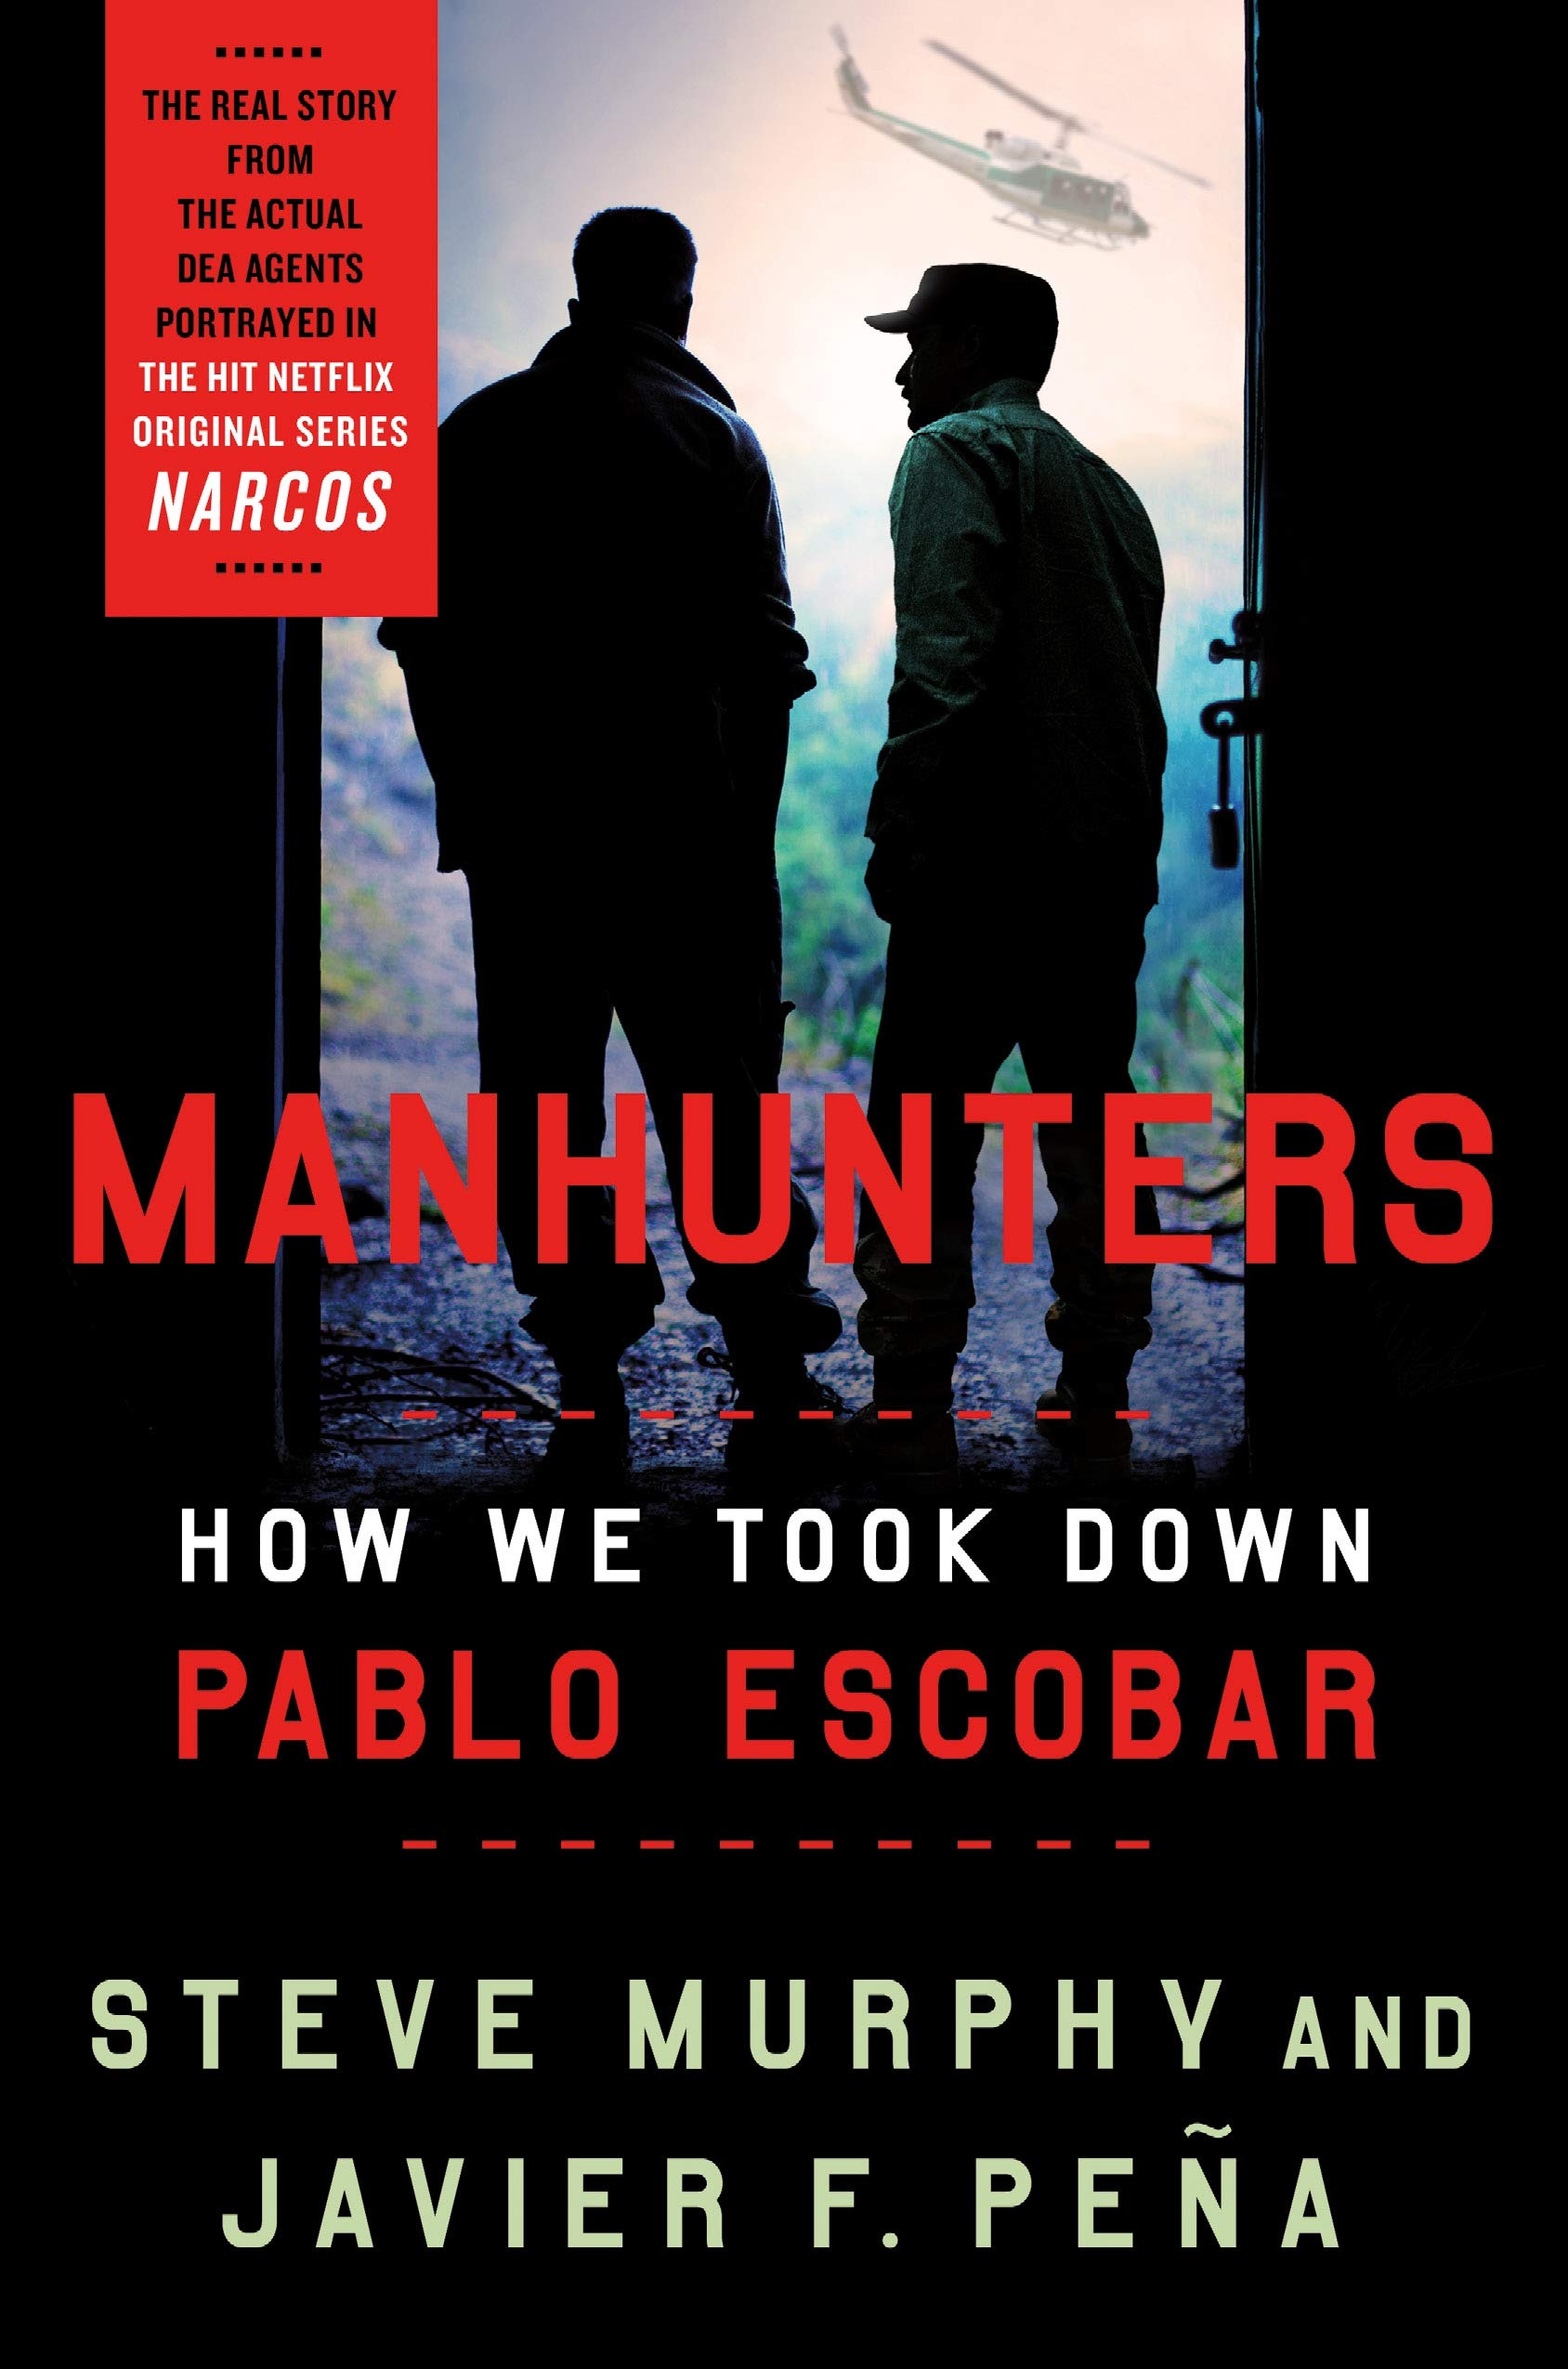 THE REAL STORY
FROM
THE ACTUAL
DEA AGENTS
PORTRAYED IN
THE HIT NETFLIX
ORIGINAL SERIES
NARCOS
MANHUNTERS
HOW WE TOOK DOWN
PABLO ESCOBAR
STEVE MURPHY AND
JAVIER F. PEÑA